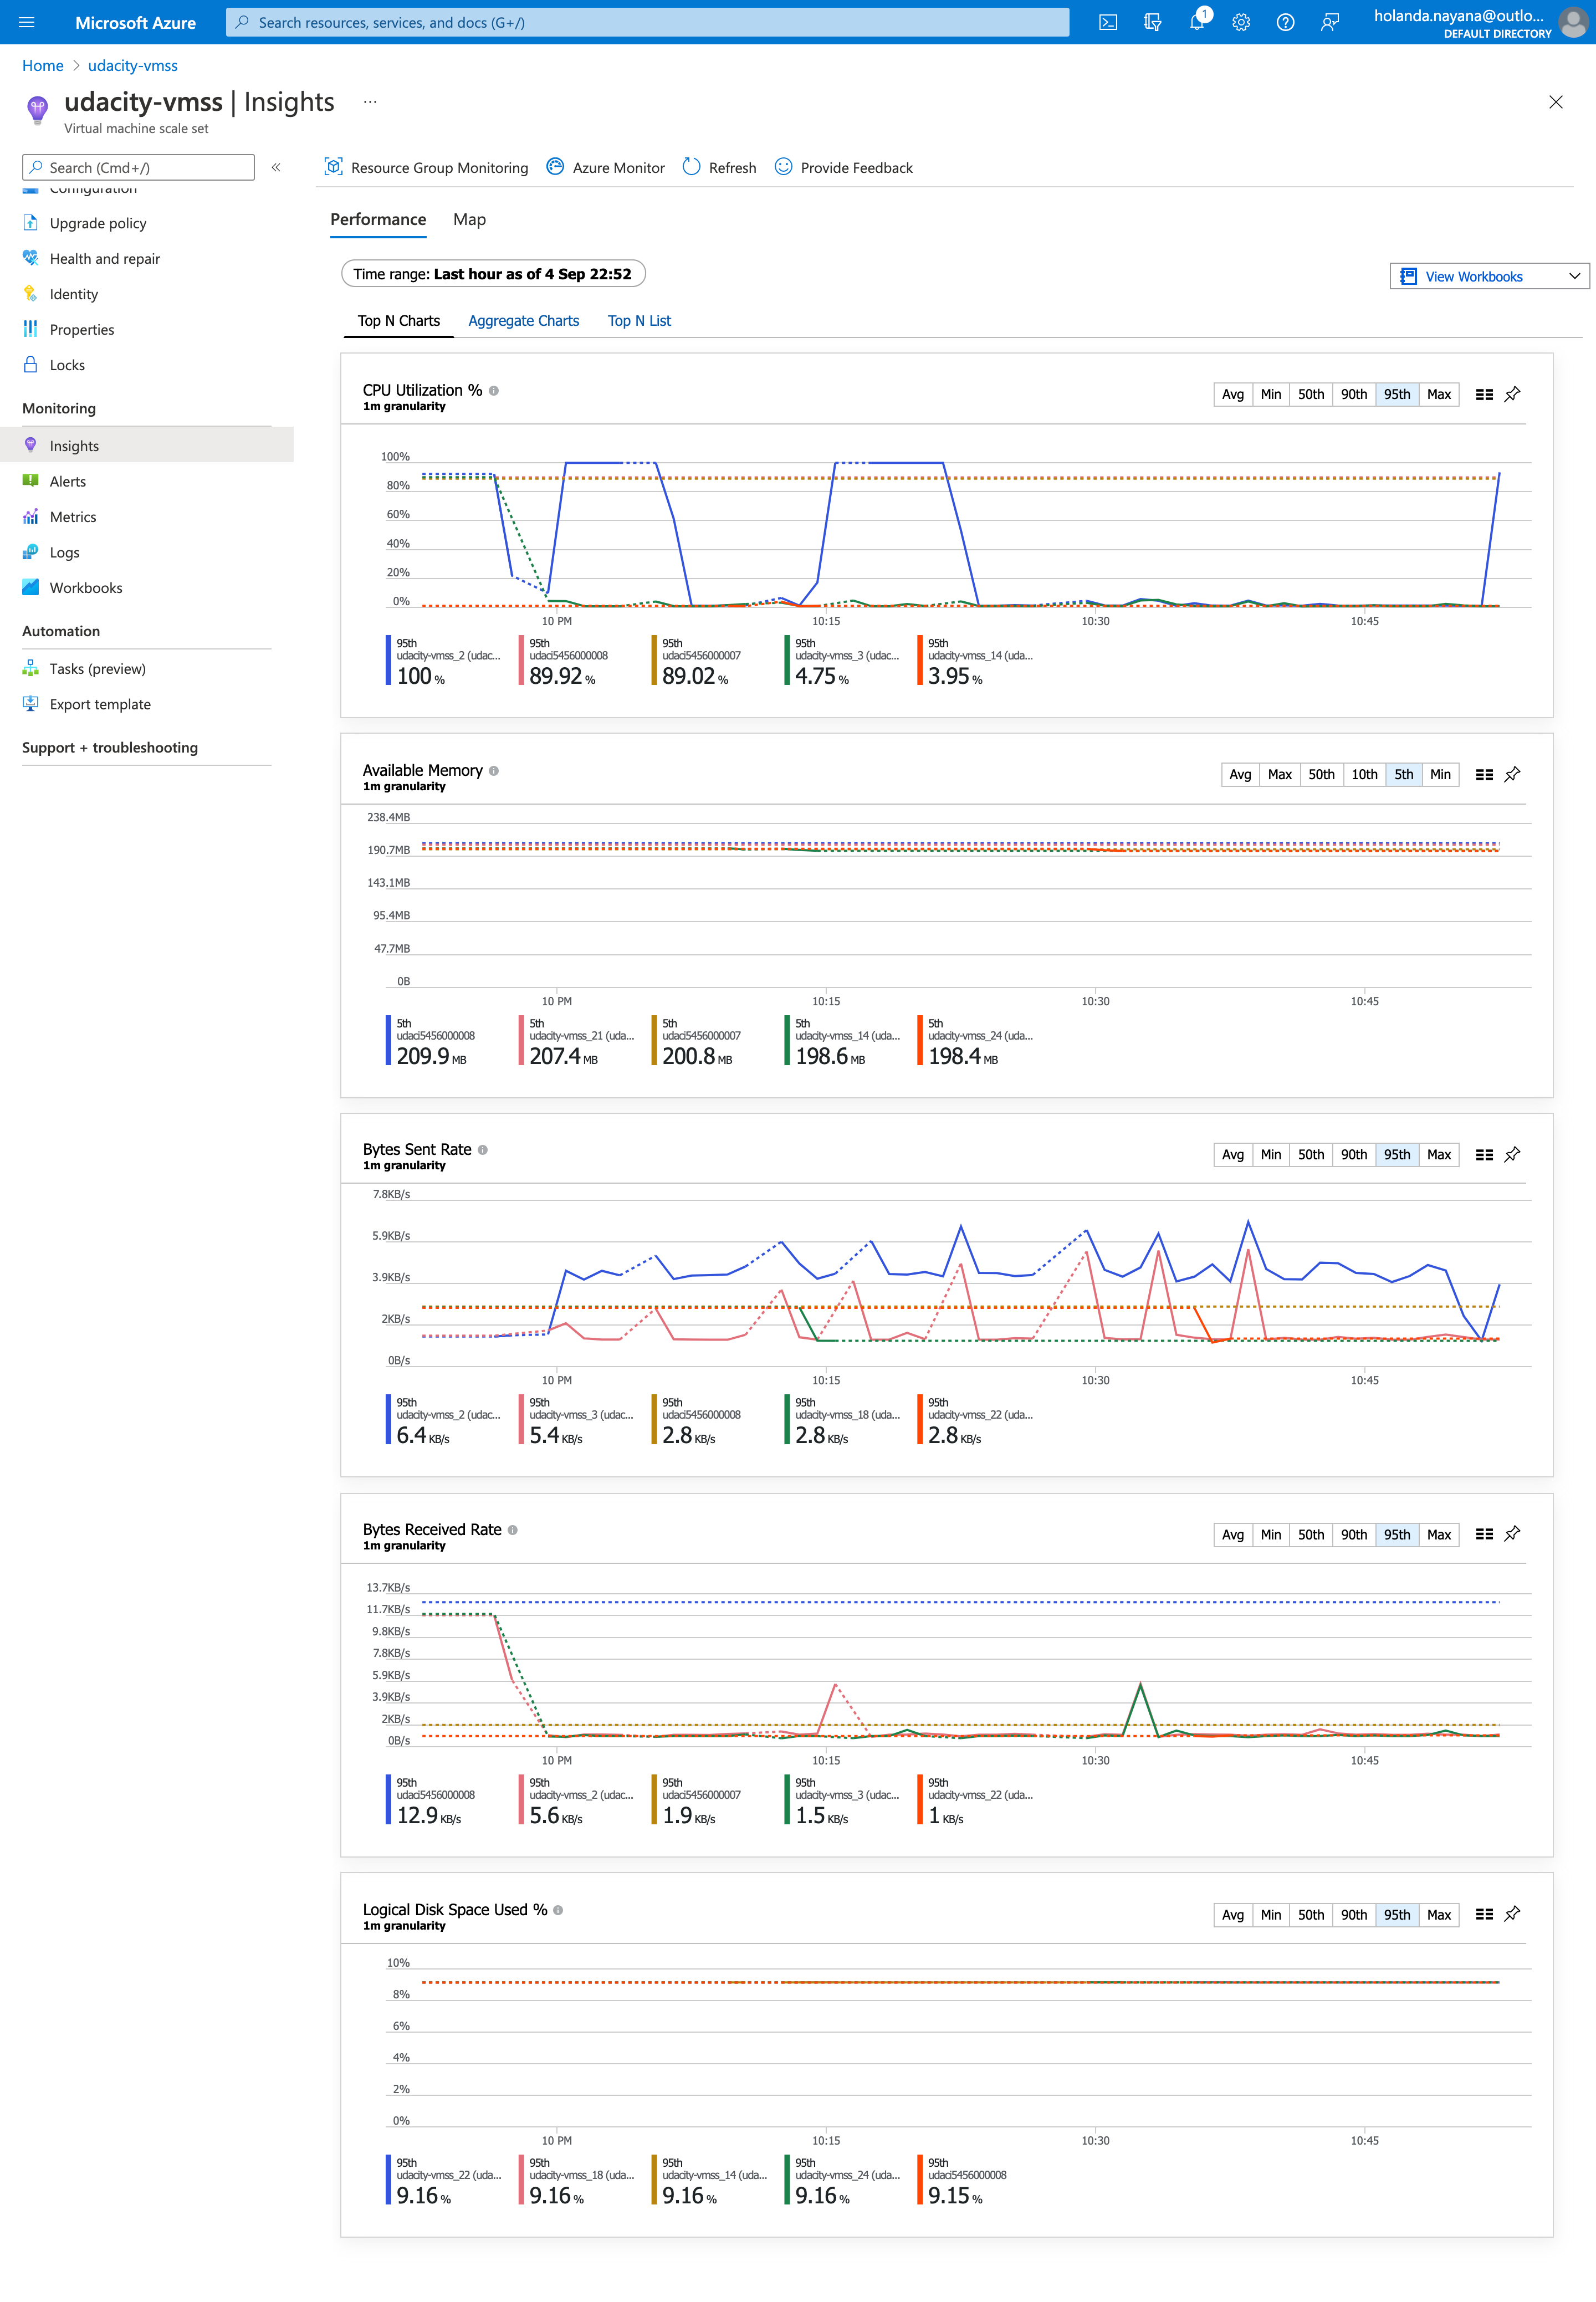 Microsoft Azure
Search resources, services, and docs (G+/)
1
holanda.nayana@outlo...
DEFAULT DIRECTORY
Home > udacity-vmss
udacity-vmss | Insights ...
Virtual machine scale set
Search (Cmd+/)
«
Configuration
Upgrade policy
Health and repair
Identity
Properties
Locks
Monitoring
Insights
Alerts
Metrics
Logs
Workbooks
Automation
Tasks (preview)
Export template
Support + troubleshooting
Resource Group Monitoring Azure Monitor Refresh Provide Feedback
Performance Map
Time range: Last hour as of 4 Sep 22:52
View Workbooks
Top N Charts Aggregate Charts Top N List
CPU Utilization %
1m granularity
Avg Min 50th 90th 95th Max
100%
80%
60%
40%
20%
0%
10 PM 10:15 10:30 10:45
95th 95th 95th 95th 95th
udacity-vmss_2 (udac... udaci5456000008 udaci5456000007 udacity-vmss_3 (udac... udacity-vmss_14 (uda...
100 % 89.92 % 89.02 % 4.75 % 3.95 %
Available Memory
1m granularity
Avg Max 50th 10th 5th Min
238.4MB
190.7MB
143.1MB
95.4MB
47.7MB
0B
10 PM 10:15 10:30 10:45
5th 5th 5th 5th 5th
udaci5456000008 udacity-vmss_21 (uda... udaci5456000007 udacity-vmss_14 (uda... udacity-vmss_24 (uda...
209.9 MB 207.4 MB 200.8 MB 198.6 MB 198.4 MB
Bytes Sent Rate
1m granularity
Avg Min 50th 90th 95th Max
7.8KB/s
5.9KB/s
3.9KB/s
2KB/s
0B/s
10 PM 10:15 10:30 10:45
95th 95th 95th 95th 95th
udacity-vmss_2 (udac... udacity-vmss_3 (udac... udaci5456000008 udacity-vmss_18 (uda... udacity-vmss_22 (uda...
6.4 KB/s 5.4 KB/s 2.8 KB/s 2.8 KB/s 2.8 KB/s
Bytes Received Rate
1m granularity
Avg Min 50th 90th 95th Max
13.7KB/s
11.7KB/s
9.8KB/s
7.8KB/s
5.9KB/s
3.9KB/s
2KB/s
0B/s
10 PM 10:15 10:30 10:45
95th 95th 95th 95th 95th
udaci5456000008 udacity-vmss_2 (udac... udaci5456000007 udacity-vmss_3 (udac... udacity-vmss_22 (uda...
12.9 KB/s 5.6 KB/s 1.9 KB/s 1.5 KB/s 1 KB/s
Logical Disk Space Used %
1m granularity
Avg Min 50th 90th 95th Max
10%
8%
6%
4%
2%
0%
10 PM 10:15 10:30 10:45
95th 95th 95th 95th 95th
udacity-vmss_22 (uda... udacity-vmss_18 (uda... udacity-vmss_14 (uda... udacity-vmss_24 (uda... udaci5456000008
9.16 % 9.16 % 9.16 % 9.16 % 9.15 %